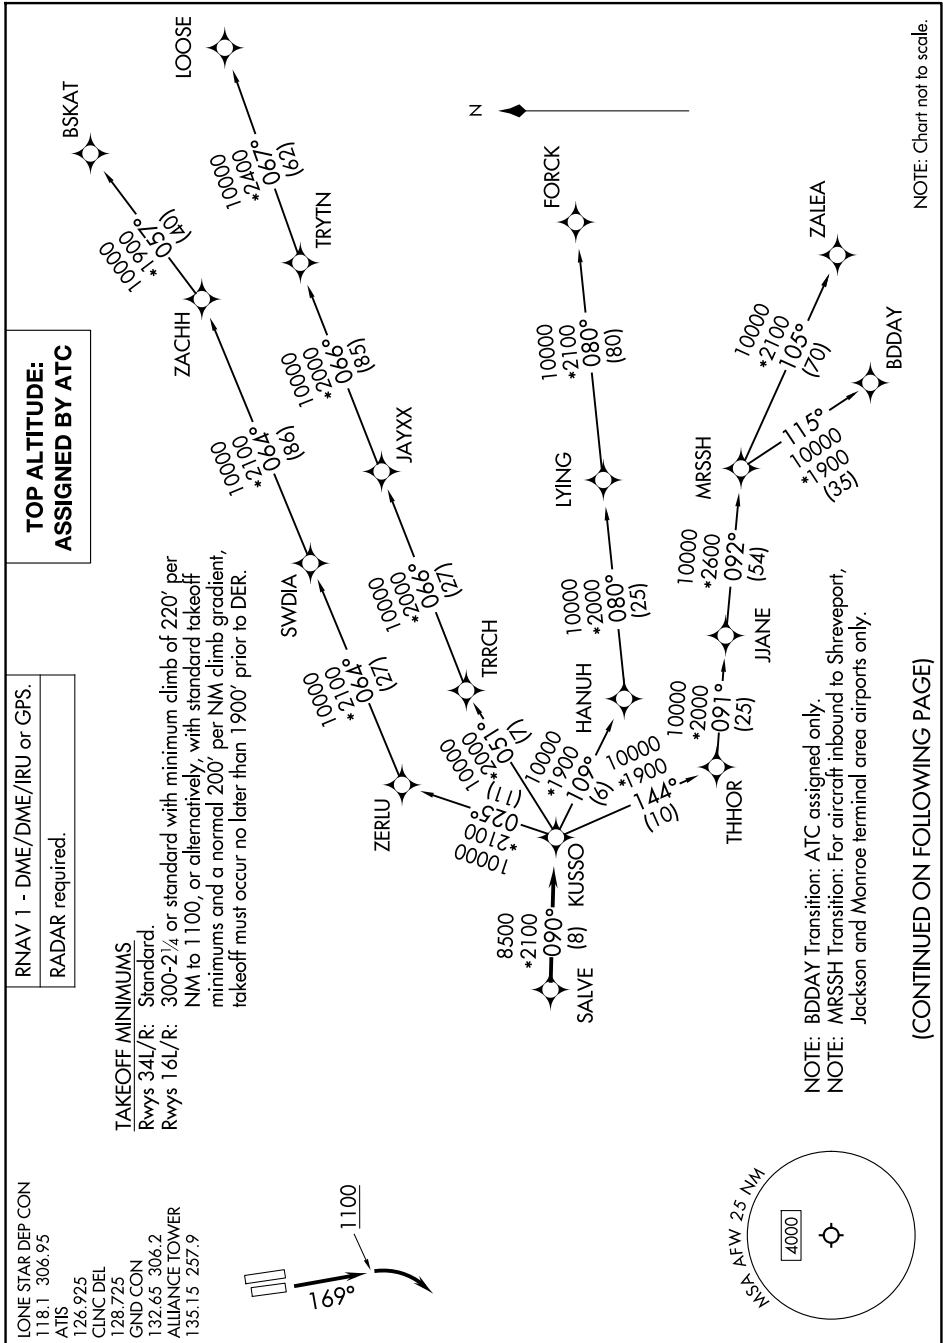 LONE STAR DEP CON
118.1 306.95
ATIS
126.925
CLNC DEL
128.725
GND CON
132.65 306.2
ALLIANCE TOWER
135.15 257.9
RNAV 1 - DME/DME/IRU or GPS.
RADAR required.
TOP ALTITUDE:
ASSIGNED BY ATC
TAKEOFF MINIMUMS
Rwys 34L/R: Standard.
Rwys 16L/R: 300-2¼ or standard with minimum climb of 220' per
NM to 1100, or alternatively, with standard takeoff
minimums and a normal 200' per NM climb gradient,
takeoff must occur no later than 1900' prior to DER.
169°
1100
BSKAT
10000
*1900
057°
(40)
ZACHH
10000
*2100
064°
(86)
SWDIA
10000
*2100
064°
(27)
ZERLU
LOOSE
10000
*2400
067°
(62)
TRYTN
10000
*2000
066°
(85)
JAYXX
10000
*2000
066°
(27)
TRRCH
10000
*2000
051°
(7)
10000
*2100
025°
(11)
N
SALVE
8500
*2100
090°
(8)
KUSSO
10000
*1900
109°
(6)
HANUH
10000
*2000
080°
(25)
LYING
10000
*2100
080°
(80)
FORCK
10000
*1900
144°
(10)
THHOR
10000
*2000
091°
(25)
JJANE
10000
*2600
092°
(54)
MRSSH
10000
*2100
105°
(70)
ZALEA
115°
10000
*1900
(35)
BDDAY
MSA AFW 25 NM
4000
NOTE: BDDAY Transition: ATC assigned only.
NOTE: MRSSH Transition: For aircraft inbound to Shreveport,
Jackson and Monroe terminal area airports only.
NOTE: Chart not to scale.
(CONTINUED ON FOLLOWING PAGE)